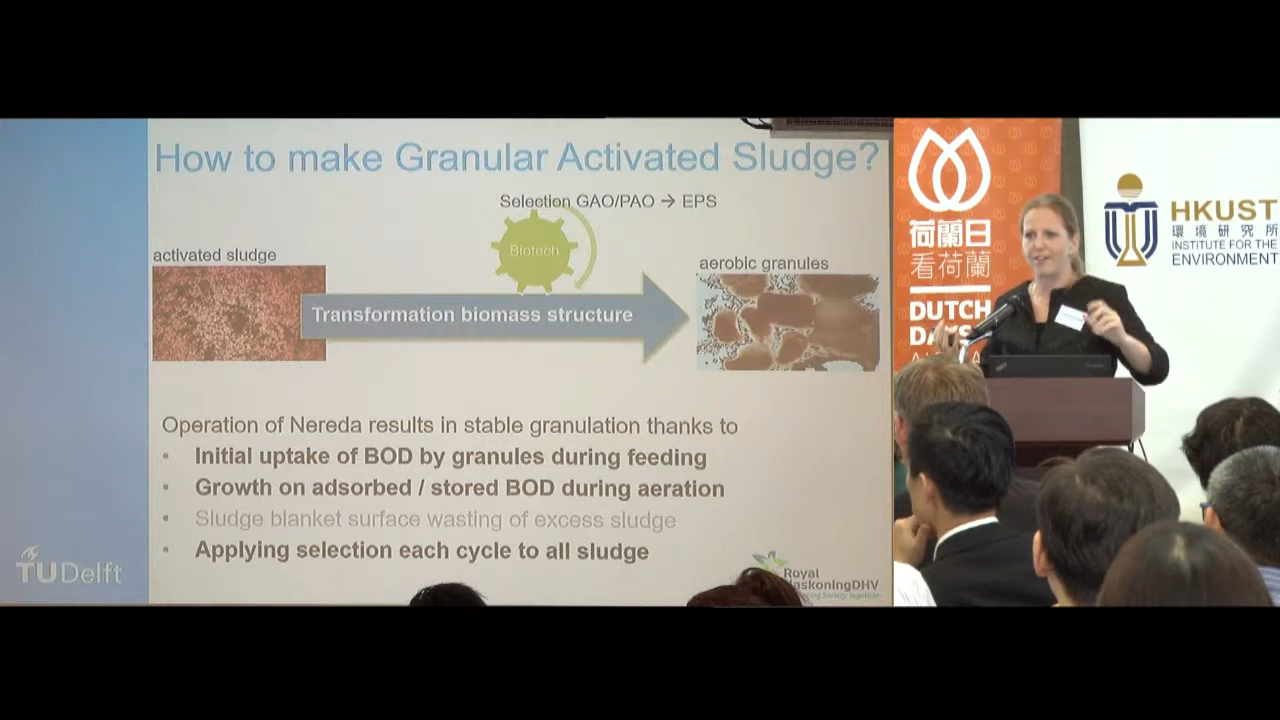 How to make Granular Activated Sludge?
Selection GAO/PAO → EPS
Biotech
activated sludge
aerobic granules
Transformation biomass structure
Operation of Nereda results in stable granulation thanks to
• Initial uptake of BOD by granules during feeding
• Growth on adsorbed / stored BOD during aeration
• Sludge blanket surface wasting of excess sludge
• Applying selection each cycle to all sludge
TUDelft
Royal
HaskoningDHV
荷蘭日
看荷蘭
DUTCH
DAYS
HKUST
環境研究所
INSTITUTE FOR THE
ENVIRONMENT